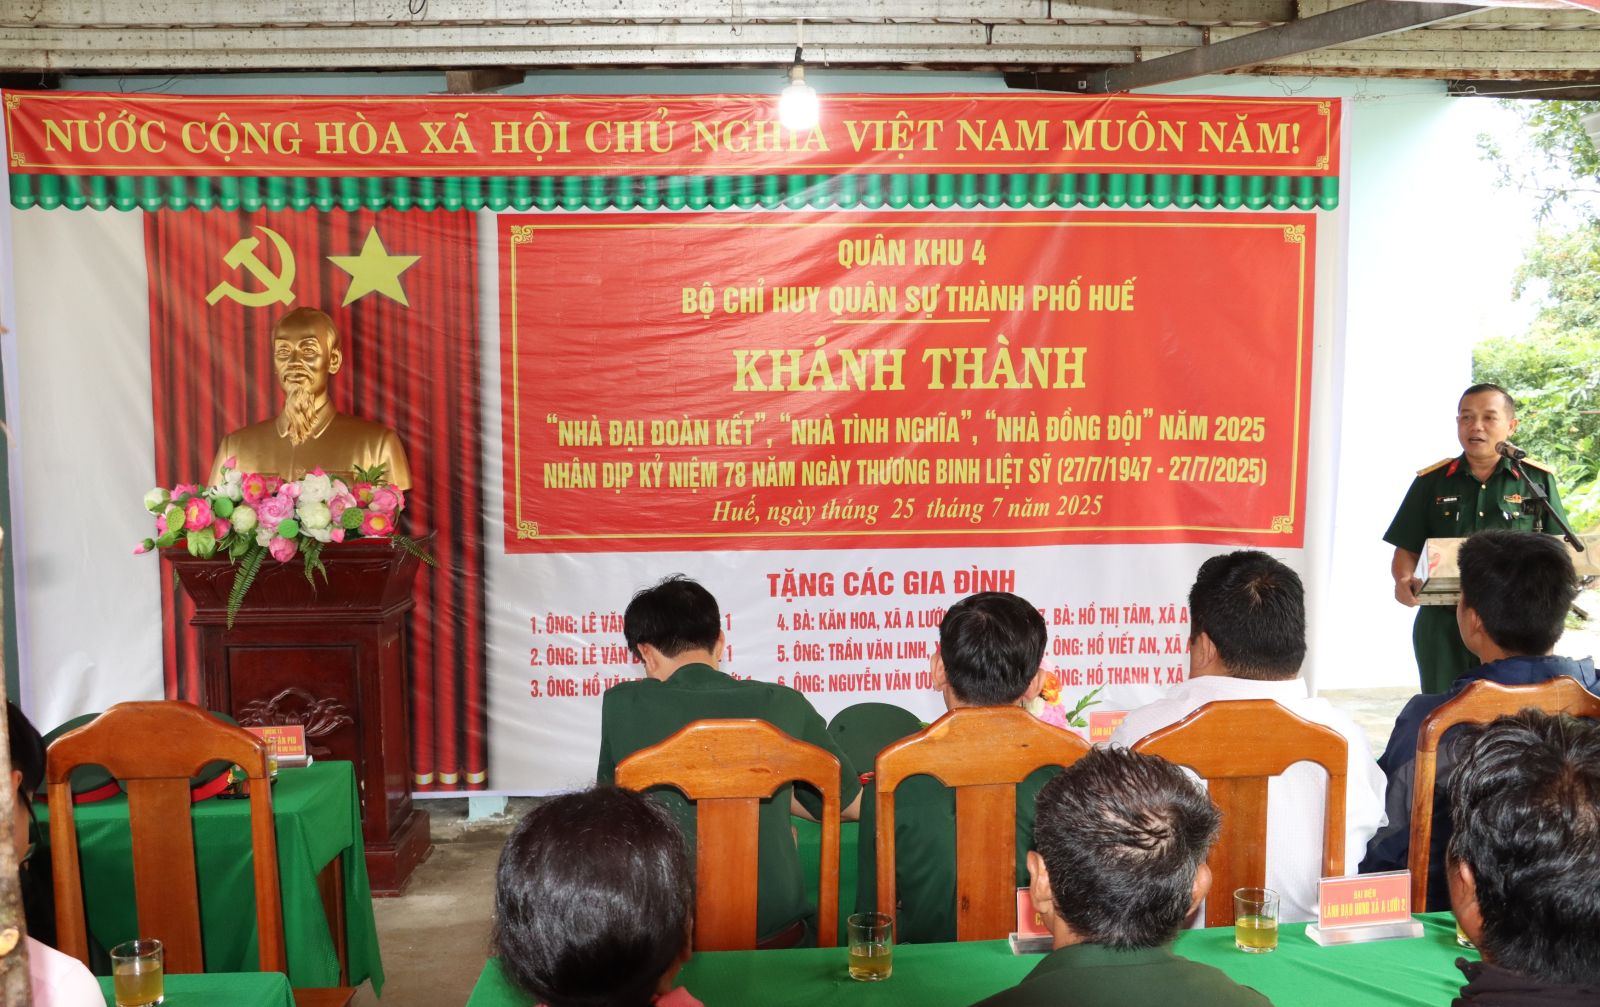 NƯỚC CỘNG HÒA XÃ HỘI CHỦ NGHĨA VIỆT NAM MUÔN NĂM!
QUÂN KHU 4
BỘ CHỈ HUY QUÂN SỰ THÀNH PHỐ HUẾ
KHÁNH THÀNH
“NHÀ ĐẠI ĐOÀN KẾT”, “NHÀ TÌNH NGHĨA”, “NHÀ ĐỒNG ĐỘI” NĂM 2025
NHÂN DỊP KỶ NIỆM 78 NĂM NGÀY THƯƠNG BINH LIỆT SỸ (27/7/1947 - 27/7/2025)
Huế, ngày tháng 25 tháng 7 năm 2025
TẶNG CÁC GIA ĐÌNH
1. ÔNG: LÊ VĂN 1
2. ÔNG: LÊ VĂN 1
3. ÔNG: HỒ VĂN
4. BÀ: KĂN HOA, XÃ A LƯỚI
5. ÔNG: TRẦN VĂN LINH,
6. ÔNG: NGUYỄN VĂN
7. BÀ: HỒ THỊ TÂM, XÃ A
ÔNG: HỒ VIẾT AN, XÃ A
ÔNG: HỒ THANH Y, XÃ
ĐẠI BIỂU
LÃNH ĐẠO UBND XÃ A LƯỚI 2